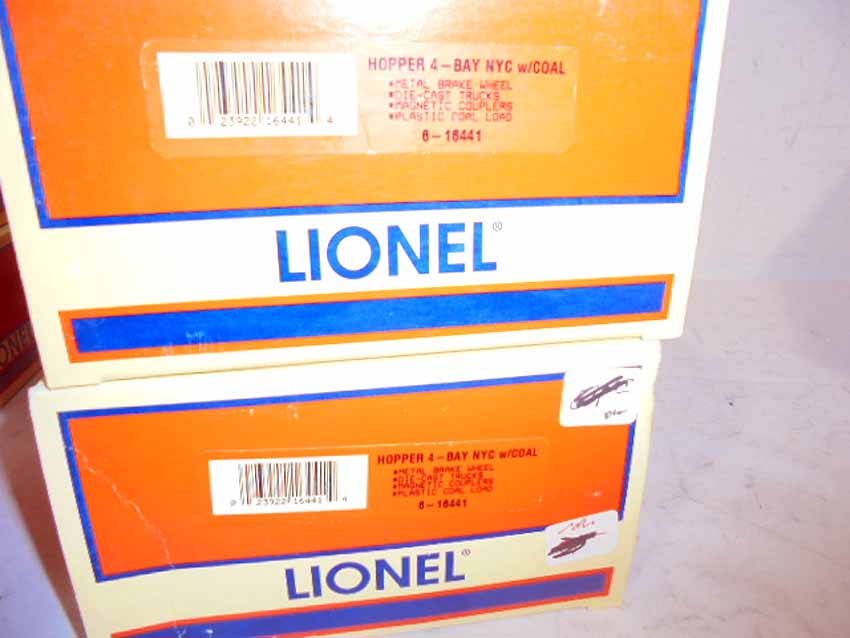 HOPPER 4-BAY NYC w/COAL
*METAL BRAKE WHEEL
*DIE-CAST TRUCKS
*MAGNETIC COUPLERS
*PLASTIC COAL LOAD
6-16441
0 23922 16441 4
LIONEL®
HOPPER 4-BAY NYC w/COAL
*METAL BRAKE WHEEL
*DIE-CAST TRUCKS
*MAGNETIC COUPLERS
*PLASTIC COAL LOAD
6-16441
0 23922 16441 4
LIONEL®
ONEL